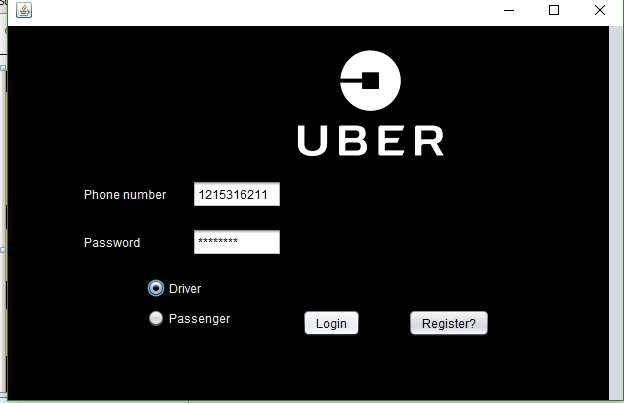 UBER
Phone number 1215316211
Password ********
Driver
Passenger Login Register?